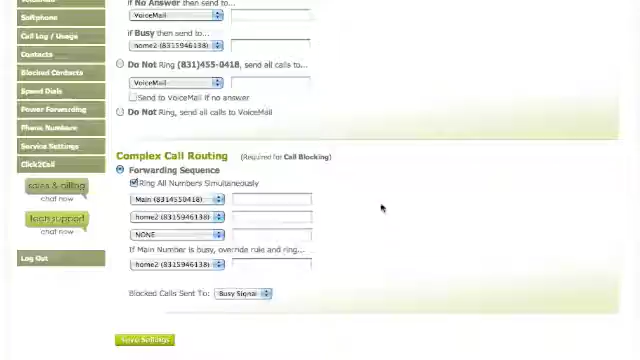 if No Answer then send to...
VoiceMail
if Busy then send to...
home2 (8315946138)
Do Not Ring (831)455-0418, send all calls to...
VoiceMail
Send to VoiceMail if no answer
Do Not Ring, send all calls to VoiceMail
Softphone
Call Log / Usage
Contacts
Blocked Contacts
Speed Dials
Power Forwarding
Phone Numbers
Service Settings
Click2Call
sales & billing
chat now
tech support
chat now
Log Out
Complex Call Routing (Required for Call Blocking)
Forwarding Sequence
Ring All Numbers Simultaneously
Main (8314550418)
home2 (8315946138)
NONE
If Main Number is busy, override rule and ring...
home2 (8315946138)
Blocked Calls Sent To: Busy Signal
Save Settings